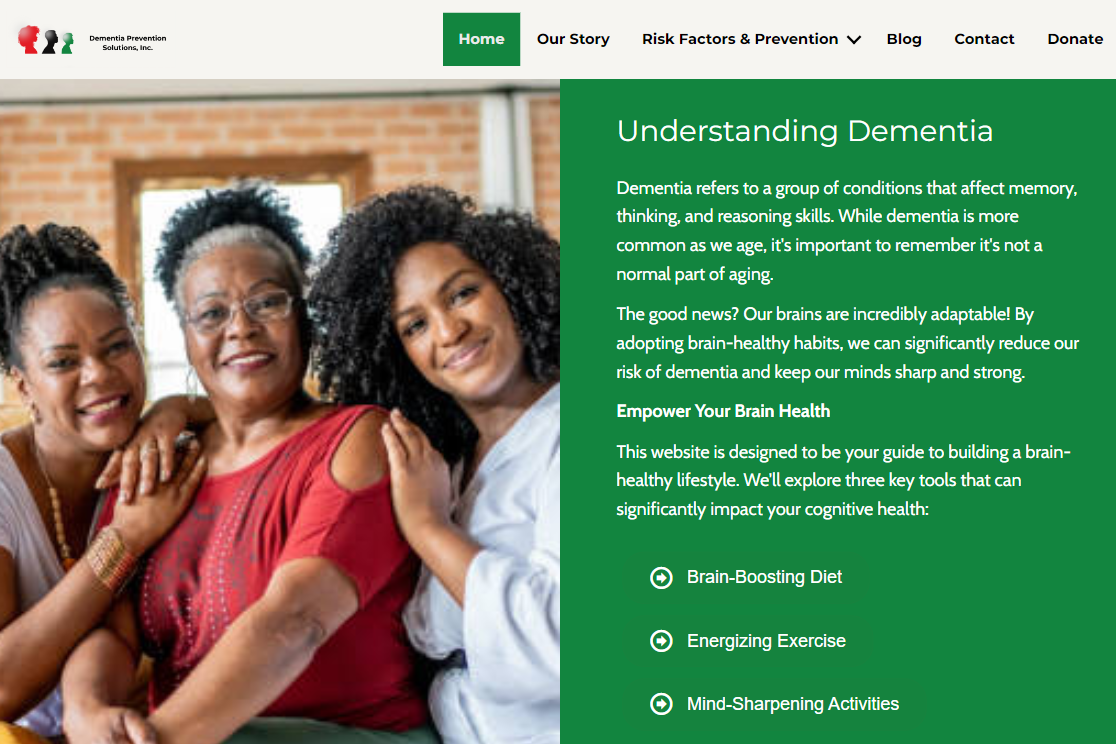 Dementia Prevention
Solutions, Inc.
Home
Our Story
Risk Factors & Prevention
Blog
Contact
Donate
Understanding Dementia
Dementia refers to a group of conditions that affect memory,
thinking, and reasoning skills. While dementia is more
common as we age, it's important to remember it's not a
normal part of aging.
The good news? Our brains are incredibly adaptable! By
adopting brain-healthy habits, we can significantly reduce our
risk of dementia and keep our minds sharp and strong.
Empower Your Brain Health
This website is designed to be your guide to building a brain-
healthy lifestyle. We'll explore three key tools that can
significantly impact your cognitive health:
Brain-Boosting Diet
Energizing Exercise
Mind-Sharpening Activities